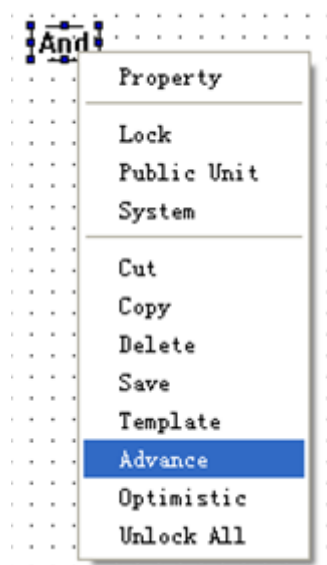 And
Property
Lock
Public Unit
System
Cut
Copy
Delete
Save
Template
Advance
Optimistic
Unlock All